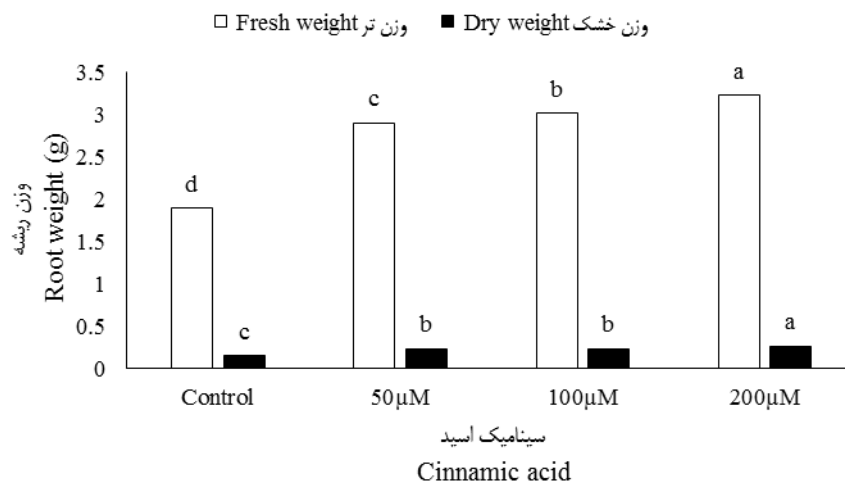 Fresh weight وزن تر Dry weight وزن خشک
وزن ریشه
Root weight (g)
3.5
3
2.5
2
1.5
1
0.5
0
d
c
c
b
b
b
a
a
Control 50µM 100µM 200µM
سینامیک اسید
Cinnamic acid